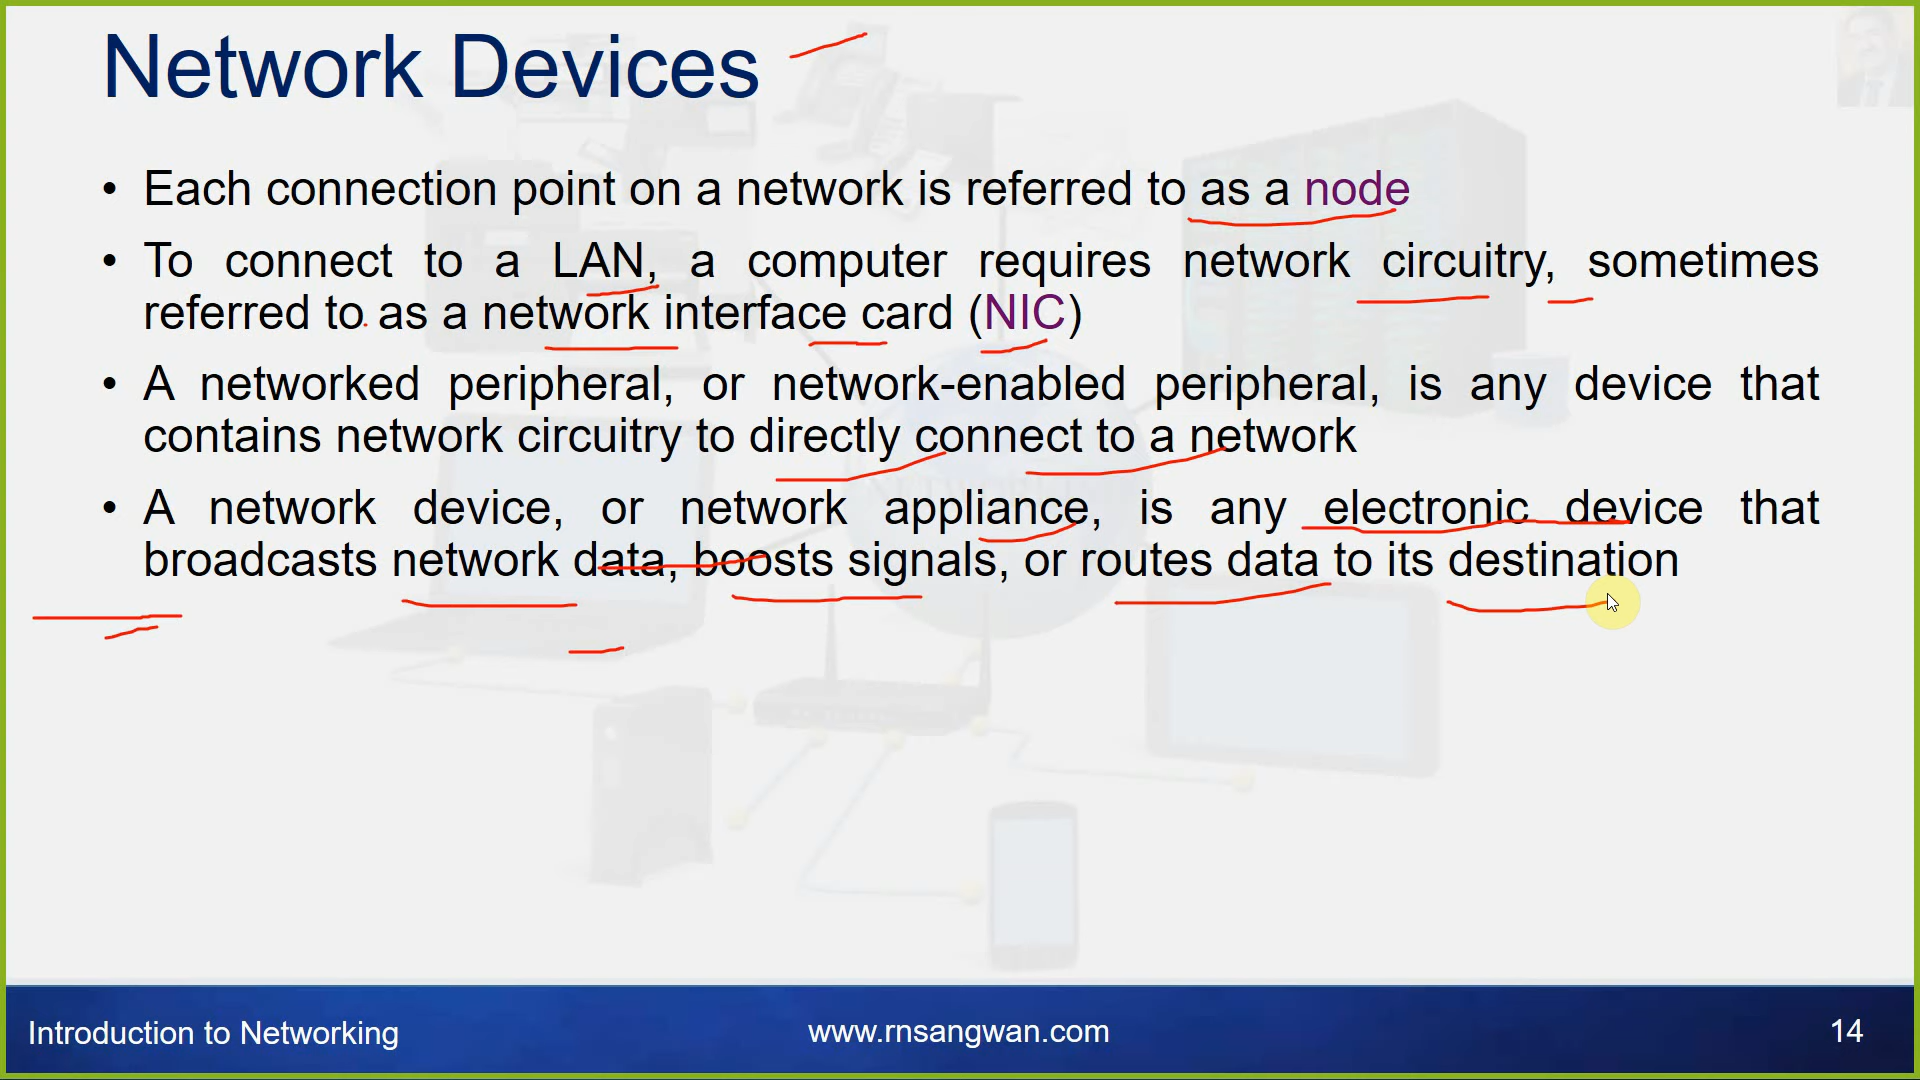 Network Devices
• Each connection point on a network is referred to as a node
• To connect to a LAN, a computer requires network circuitry, sometimes
referred to as a network interface card (NIC)
• A networked peripheral, or network-enabled peripheral, is any device that
contains network circuitry to directly connect to a network
• A network device, or network appliance, is any electronic device that
broadcasts network data, boosts signals, or routes data to its destination
Introduction to Networking
www.rnsangwan.com
14